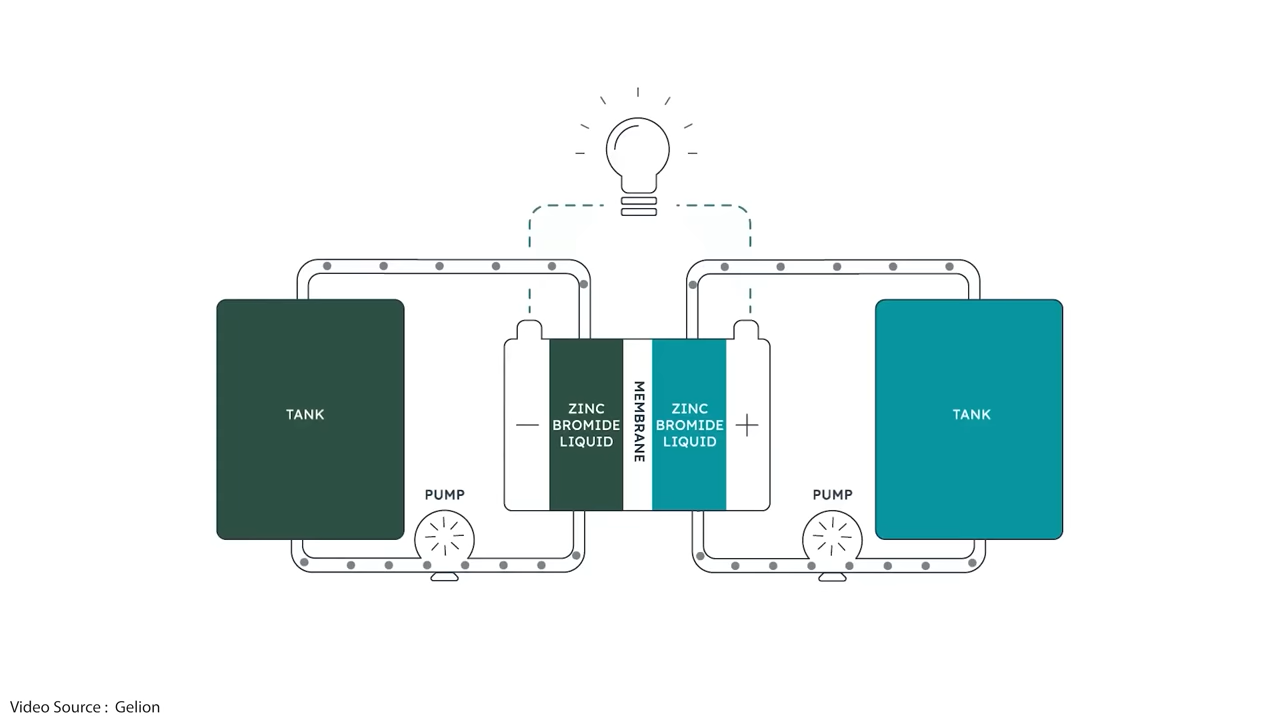 TANK
ZINC
BROMIDE
LIQUID
MEMBRANE
ZINC
BROMIDE
LIQUID
TANK
PUMP
PUMP
Video Source : Gelion